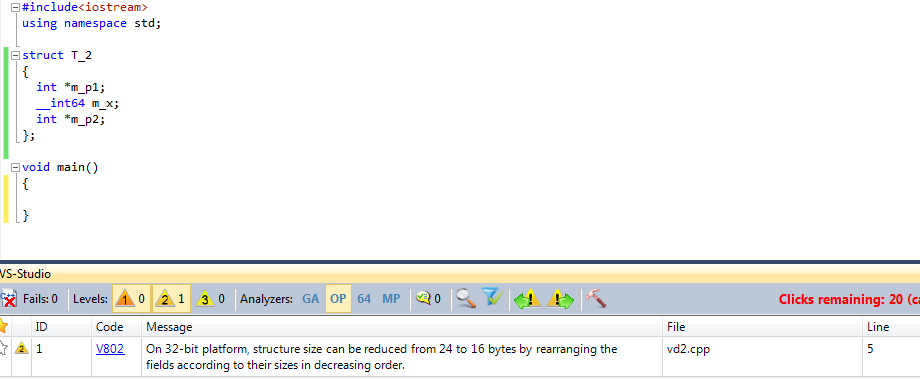 #include<iostream>
using namespace std;
struct T_2
{
int *m_p1;
__int64 m_x;
int *m_p2;
};
void main()
{
}
VS-Studio
Fails: 0 Levels: 1 0 2 1 3 0 Analyzers: GA OP 64 MP 0 Clicks remaining: 20 (ca
ID Code Message File Line
2 1 V802 On 32-bit platform, structure size can be reduced from 24 to 16 bytes by rearranging the vd2.cpp 5
fields according to their sizes in decreasing order.